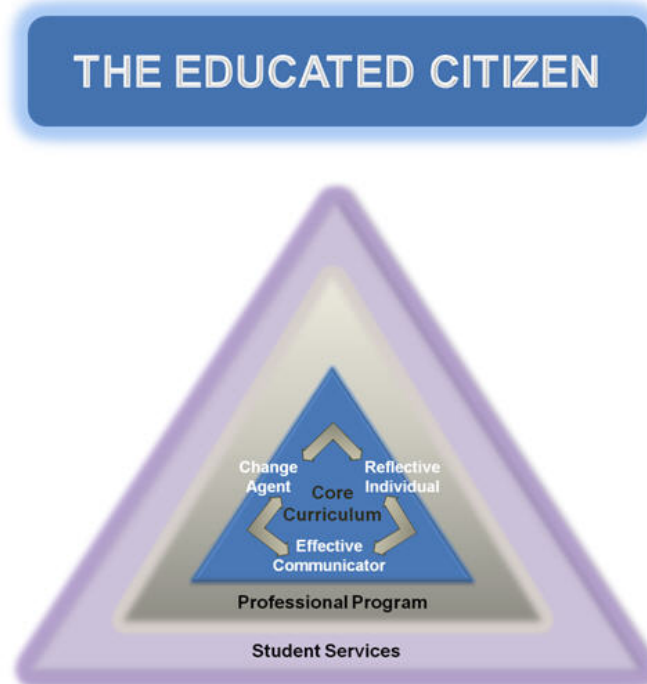 THE EDUCATED CITIZEN
Change
Agent
Reflective
Individual
Core
Curriculum
Effective
Communicator
Professional Program
Student Services